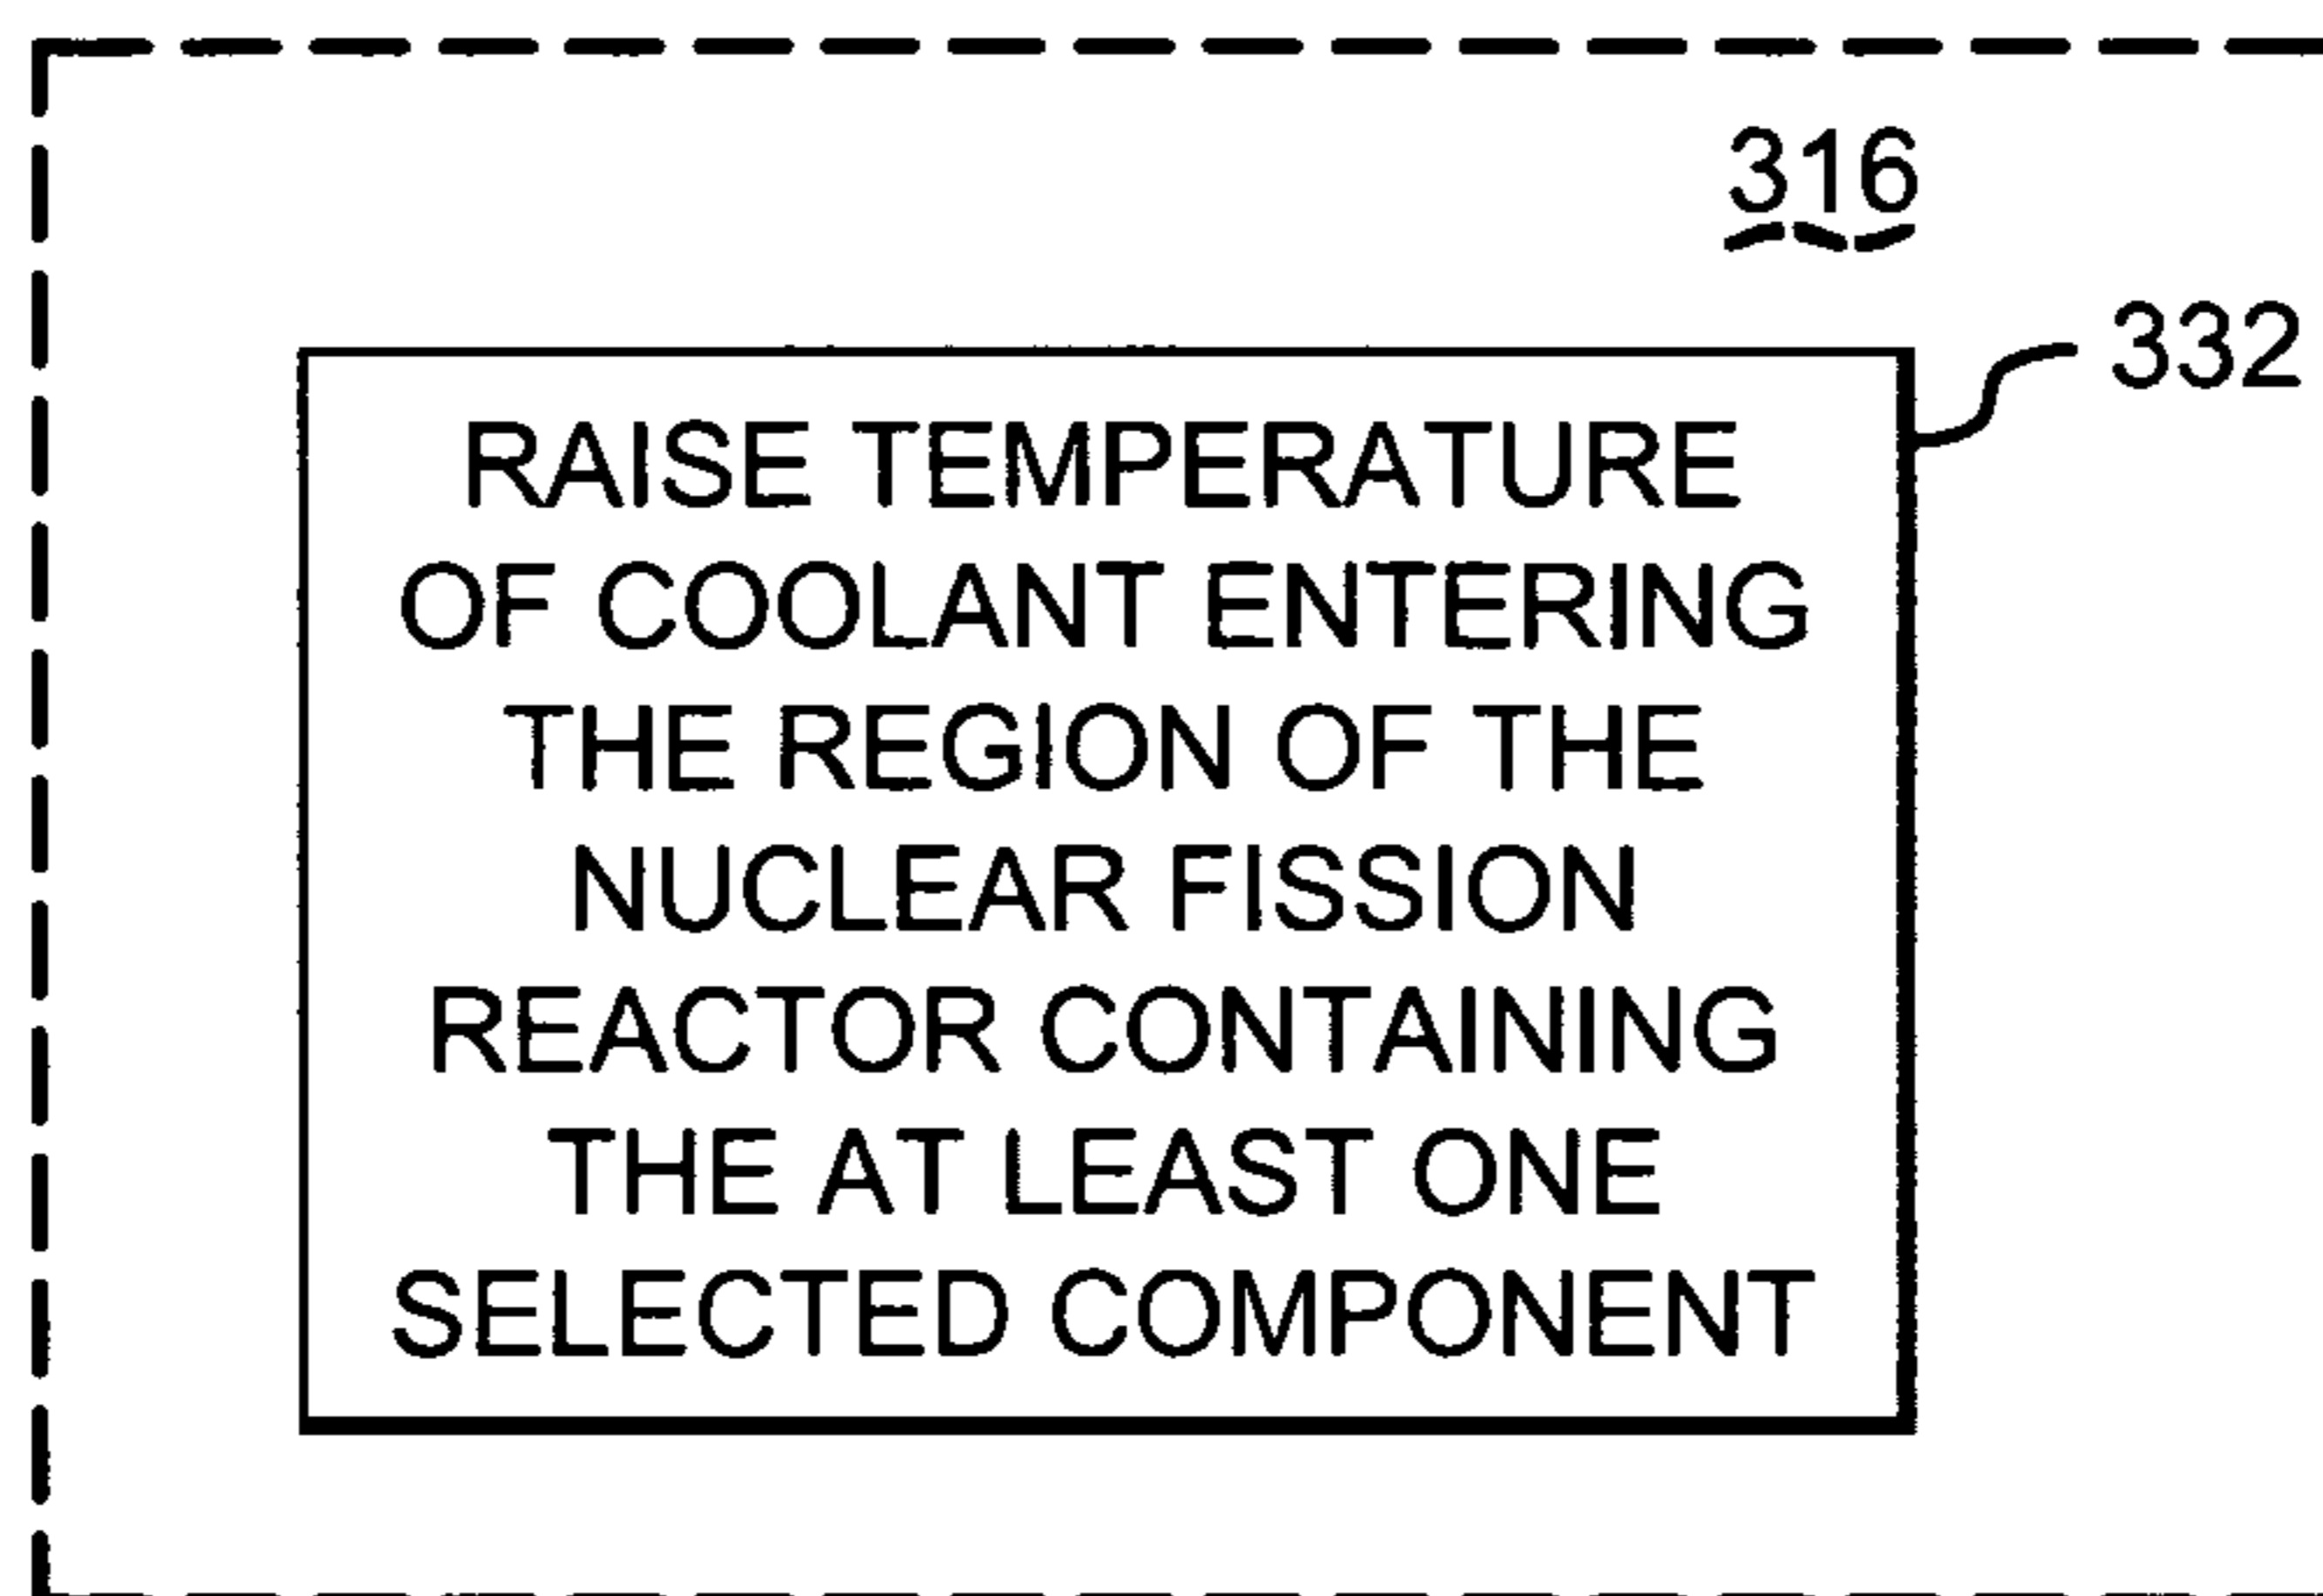 316
332
RAISE TEMPERATURE
OF COOLANT ENTERING
THE REGION OF THE
NUCLEAR FISSION
REACTOR CONTAINING
THE AT LEAST ONE
SELECTED COMPONENT